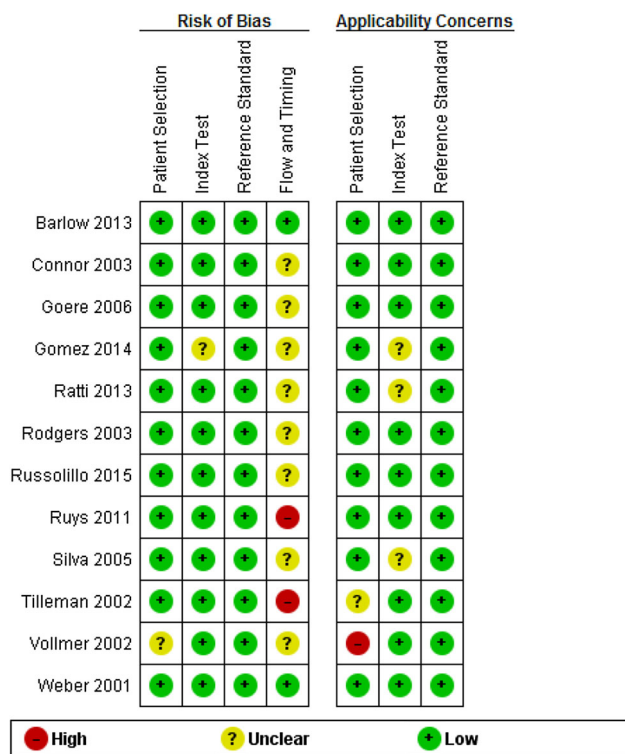 Risk of Bias Applicability Concerns
Patient Selection Index Test Reference Standard Flow and Timing Patient Selection Index Test Reference Standard
Barlow 2013 + + + + + + +
Connor 2003 + + + ? + + +
Goere 2006 + + + ? + + +
Gomez 2014 + ? + ? + ? +
Ratti 2013 + + + ? + ? +
Rodgers 2003 + + + ? + + +
Russolillo 2015 + + + ? + + +
Ruys 2011 + + + - + + +
Silva 2005 + + + ? + ? +
Tilleman 2002 + + + - ? + +
Vollmer 2002 ? + + ? - + +
Weber 2001 + + + + + + +
- High ? Unclear + Low